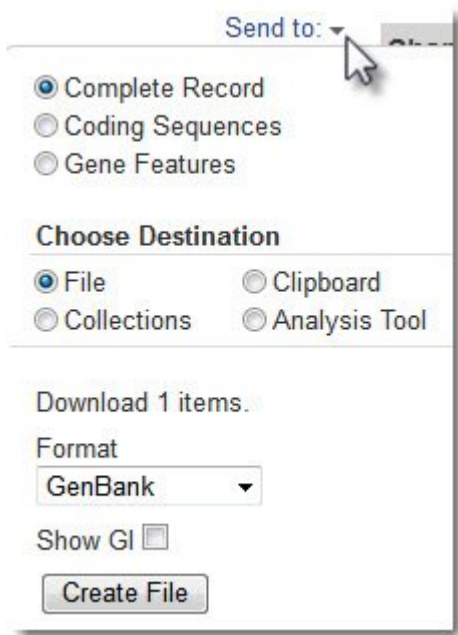 Send to:
Complete Record
Coding Sequences
Gene Features
Choose Destination
File Clipboard
Collections Analysis Tool
Download 1 items.
Format
GenBank
Show GI
Create File